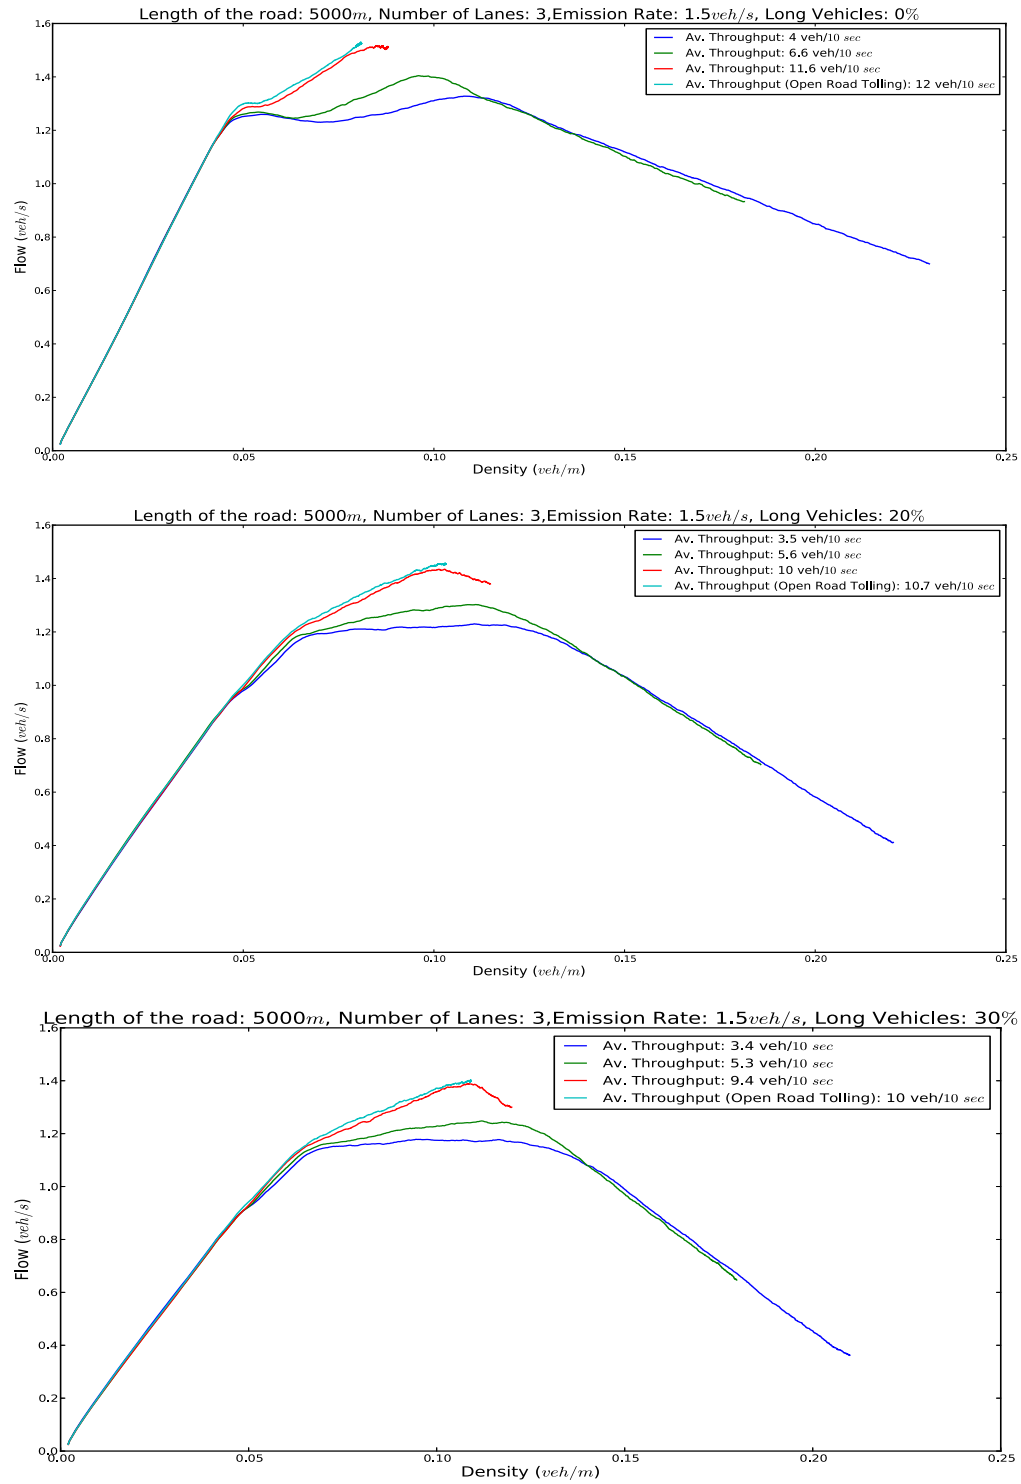 Length of the road: 5000m, Number of Lanes: 3,Emission Rate: 1.5veh/s, Long Vehicles: 0%
1.6
Av. Throughput: 4 veh/10 sec
Av. Throughput: 6.6 veh/10 sec
Av. Throughput: 11.6 veh/10 sec
Av. Throughput (Open Road Tolling): 12 veh/10 sec
1.4
1.2
1.0
0.8
Flow (veh/s)
0.6
0.4
0.2
0.0
0.00 0.05 0.10 0.15 0.20 0.25
Density (veh/m)
Length of the road: 5000m, Number of Lanes: 3,Emission Rate: 1.5veh/s, Long Vehicles: 20%
1.6
Av. Throughput: 3.5 veh/10 sec
Av. Throughput: 5.6 veh/10 sec
Av. Throughput: 10 veh/10 sec
Av. Throughput (Open Road Tolling): 10.7 veh/10 sec
1.4
1.2
1.0
0.8
Flow (veh/s)
0.6
0.4
0.2
0.0
0.00 0.05 0.10 0.15 0.20 0.25
Density (veh/m)
Length of the road: 5000m, Number of Lanes: 3,Emission Rate: 1.5veh/s, Long Vehicles: 30%
1.6
Av. Throughput: 3.4 veh/10 sec
Av. Throughput: 5.3 veh/10 sec
Av. Throughput: 9.4 veh/10 sec
Av. Throughput (Open Road Tolling): 10 veh/10 sec
1.4
1.2
1.0
0.8
Flow (veh/s)
0.6
0.4
0.2
0.0
0.00 0.05 0.10 0.15 0.20 0.25
Density (veh/m)